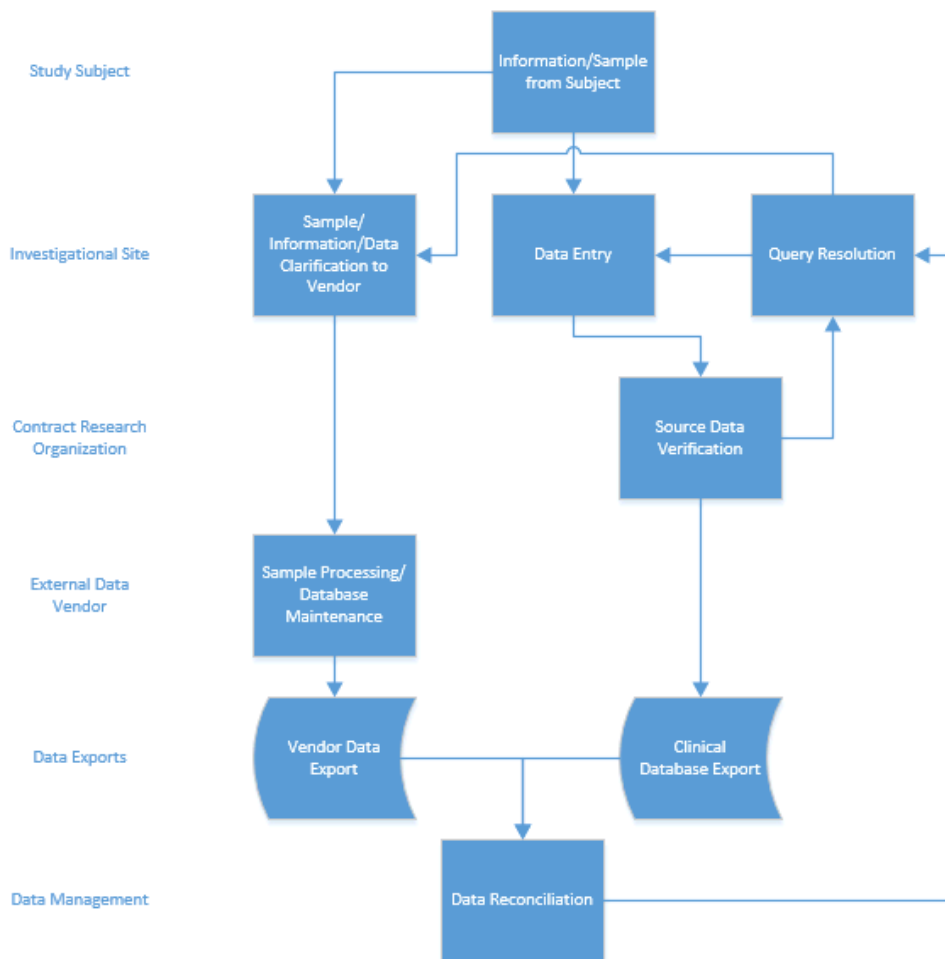 Study Subject
Information/Sample
from Subject
Investigational Site
Sample/
Information/Data
Clarification to
Vendor
Data Entry
Query Resolution
Contract Research
Organization
Source Data
Verification
External Data
Vendor
Sample Processing/
Database
Maintenance
Data Exports
Vendor Data
Export
Clinical
Database Export
Data Management
Data Reconciliation